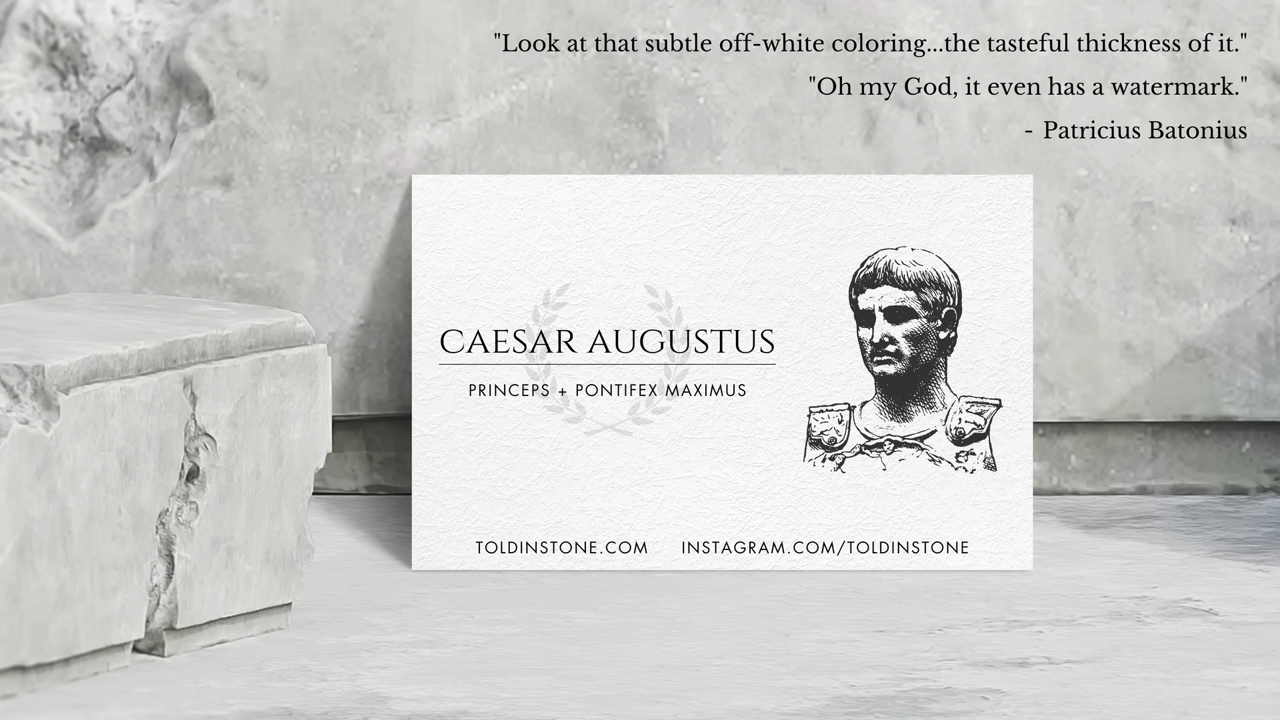 "Look at that subtle off-white coloring...the tasteful thickness of it."
"Oh my God, it even has a watermark."
- Patricius Batonius
CAESAR AUGUSTUS
PRINCEPS + PONTIFEX MAXIMUS
TOLDINSTONE.COM INSTAGRAM.COM/TOLDINSTONE